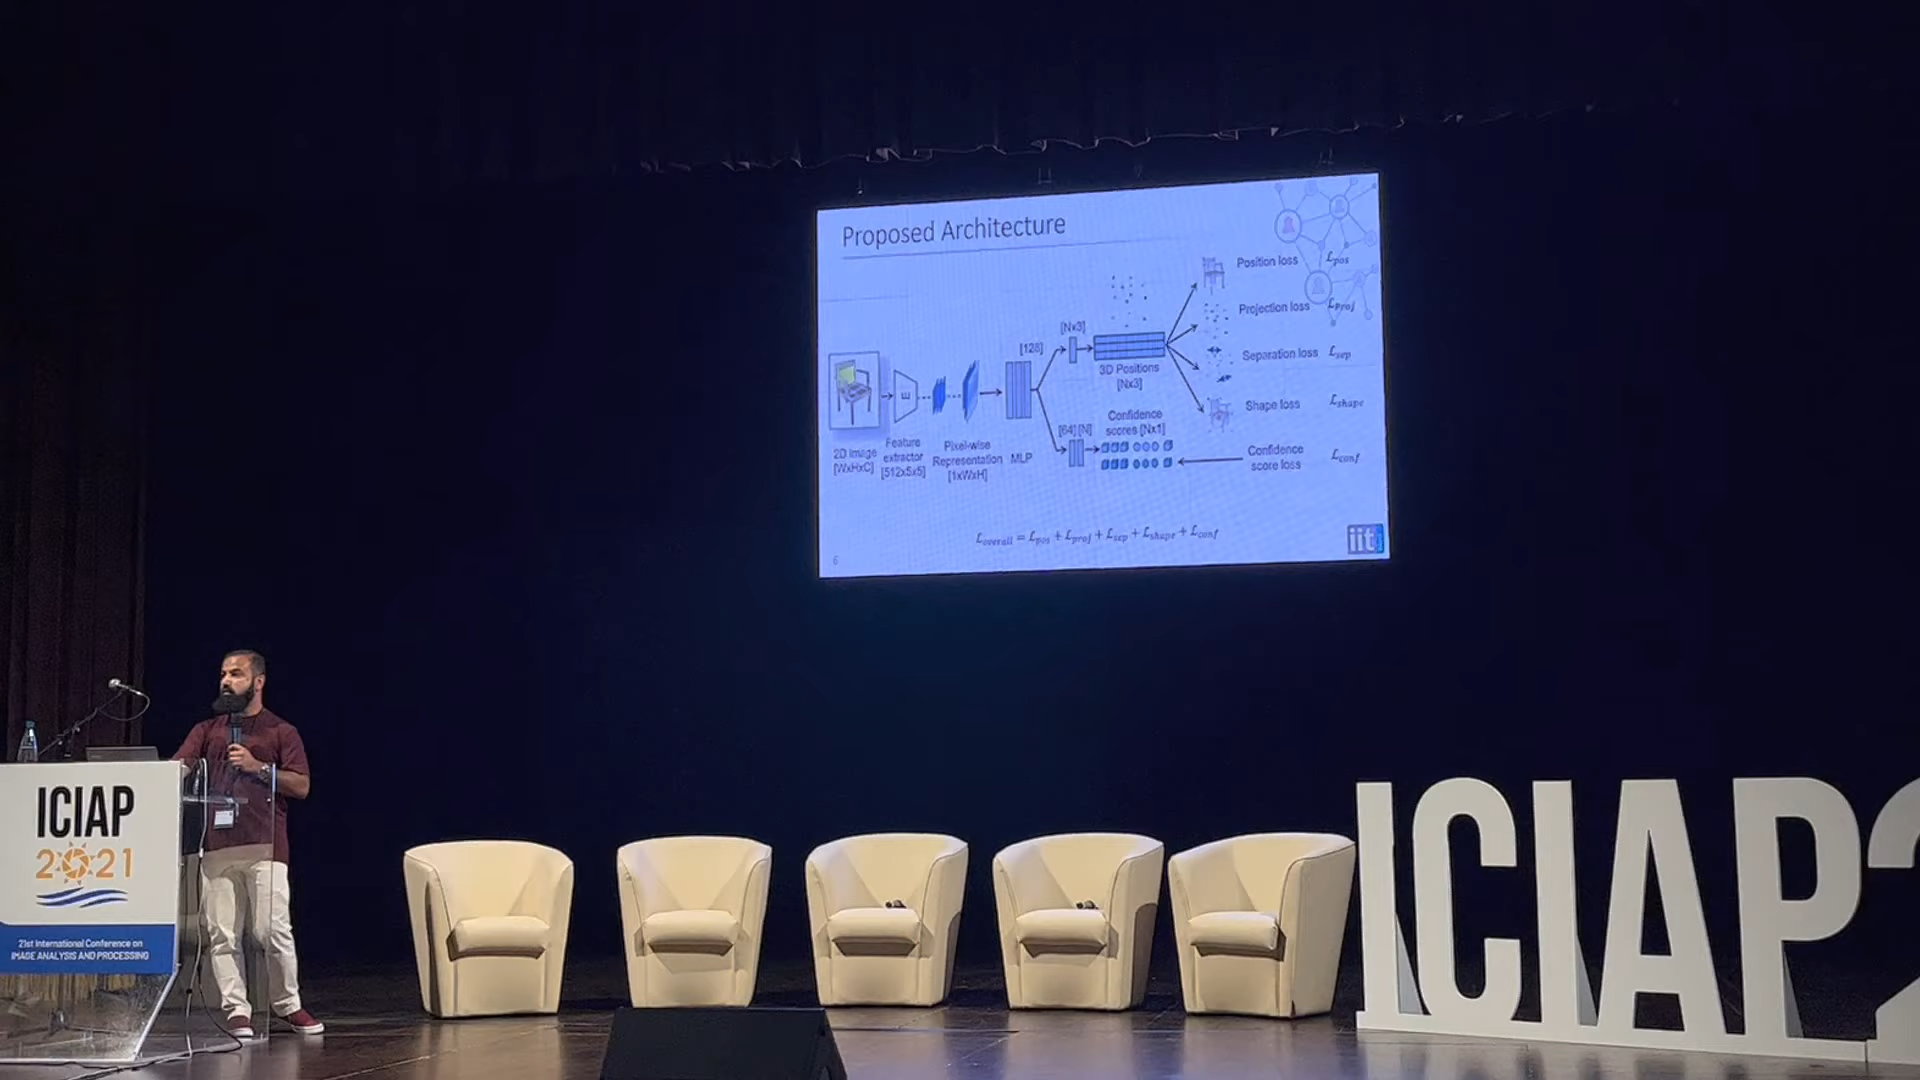 Proposed Architecture
Position loss 𝓛pos
Projection loss 𝓛proj
Separation loss 𝓛sep
Shape loss 𝓛shape
Confidence score loss 𝓛conf
[Nx3]
[128]
3D Positions
[Nx3]
Confidence
scores [Nx1]
[64] [N]
E
2D Image
[WxHxC]
Feature
extractor
[512x5x5]
Pixel-wise
Representation
[1xWxH]
MLP
𝓛overall = 𝓛pos + 𝓛proj + 𝓛sep + 𝓛shape + 𝓛conf
6
iit
ICIAP
2021
21st International Conference on
IMAGE ANALYSIS AND PROCESSING
ICIAP2